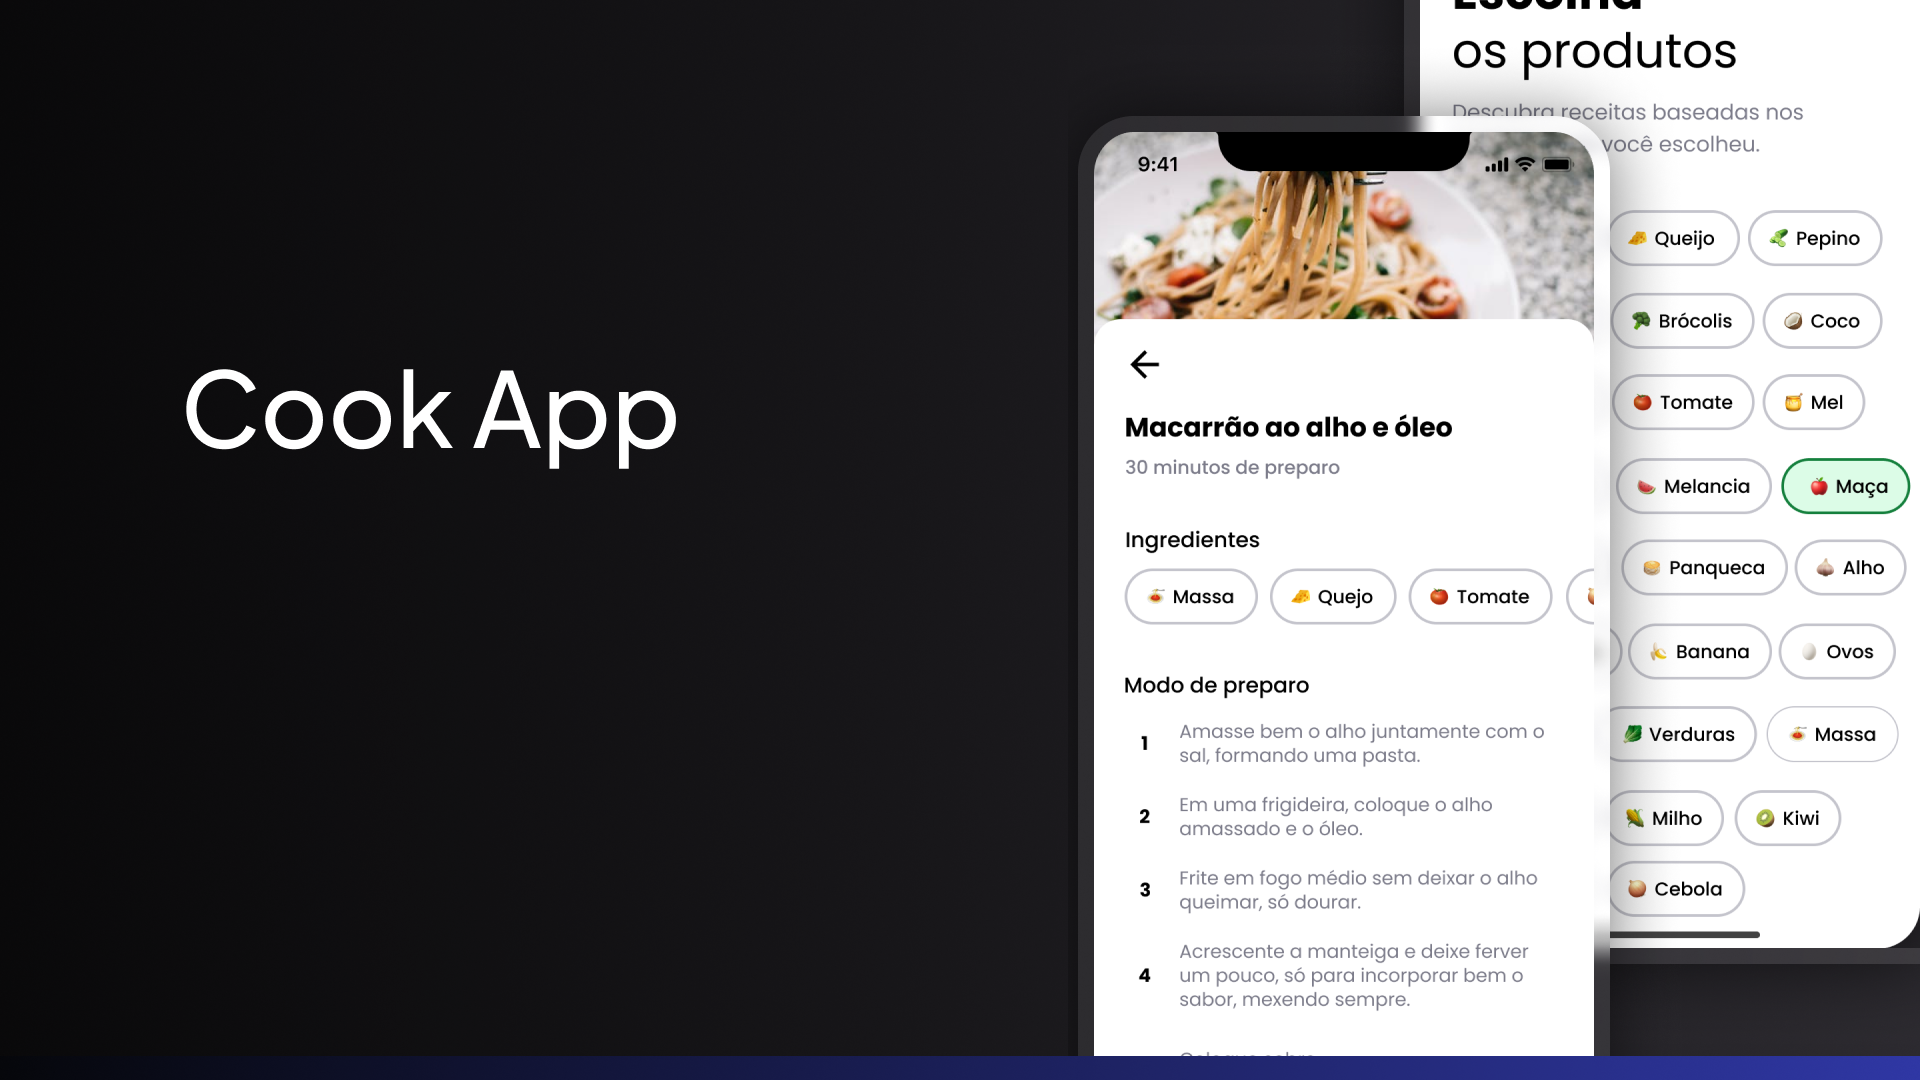 Cook App
9:41
Macarrão ao alho e óleo
30 minutos de preparo
Ingredientes
Massa
Quejo
Tomate
Modo de preparo
1
Amasse bem o alho juntamente com o
sal, formando uma pasta.
2
Em uma frigideira, coloque o alho
amassado e o óleo.
3
Frite em fogo médio sem deixar o alho
queimar, só dourar.
4
Acrescente a manteiga e deixe ferver
um pouco, só para incorporar bem o
sabor, mexendo sempre.
Escolha
os produtos
Descubra receitas baseadas nos
você escolheu.
Queijo
Pepino
Brócolis
Coco
Tomate
Mel
Melancia
Maça
Panqueca
Alho
Banana
Ovos
Verduras
Massa
Milho
Kiwi
Cebola